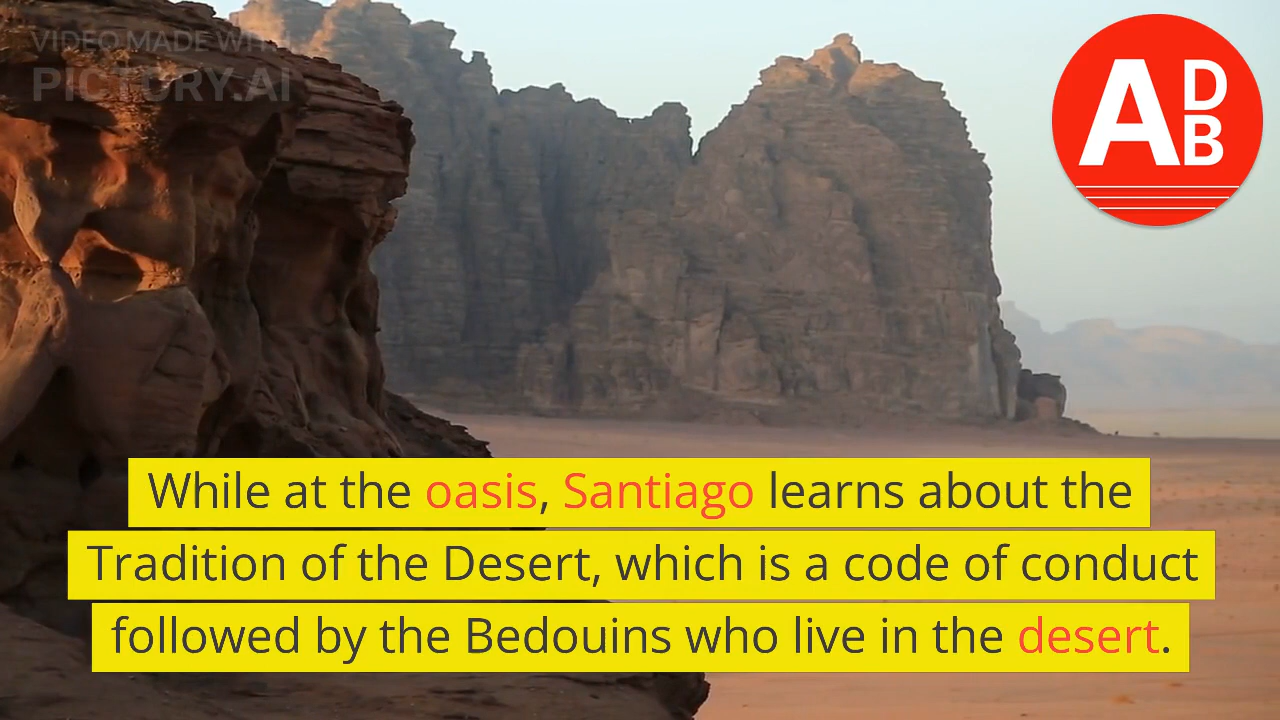 VIDEO MADE WITH
PICTORY.AI
A
D
B
While at the oasis, Santiago learns about the
Tradition of the Desert, which is a code of conduct
followed by the Bedouins who live in the desert.